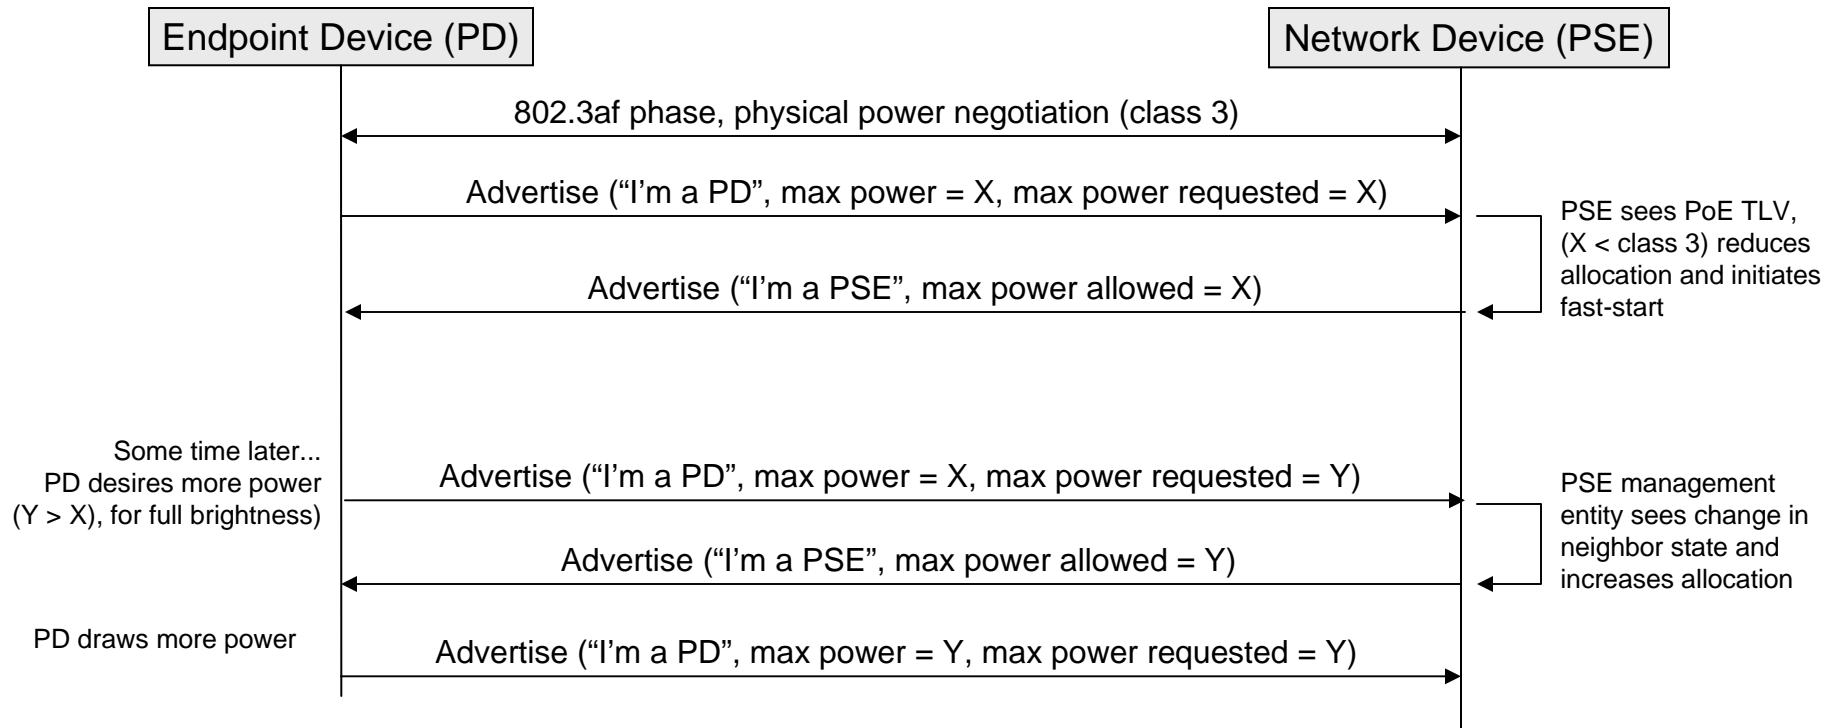 Endpoint Device (PD)
Network Device (PSE)
802.3af phase, physical power negotiation (class 3)
Advertise (“I’m a PD”, max power = X, max power requested = X)
PSE sees PoE TLV,
(X < class 3) reduces
allocation and initiates
fast-start
Advertise (“I’m a PSE”, max power allowed = X)
Some time later...
PD desires more power
(Y > X), for full brightness)
Advertise (“I’m a PD”, max power = X, max power requested = Y)
PSE management
entity sees change in
neighbor state and
increases allocation
Advertise (“I’m a PSE”, max power allowed = Y)
PD draws more power
Advertise (“I’m a PD”, max power = Y, max power requested = Y)